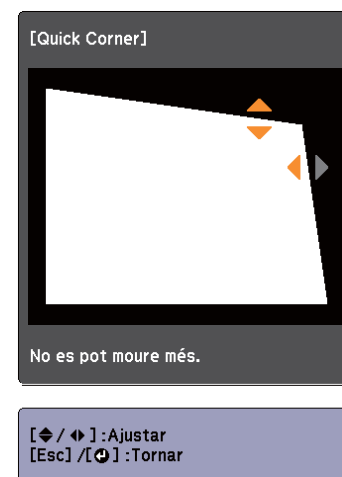 [Quick Corner]
No es pot moure més.
[ / ] :Ajustar
[Esc] /[ ] :Tornar